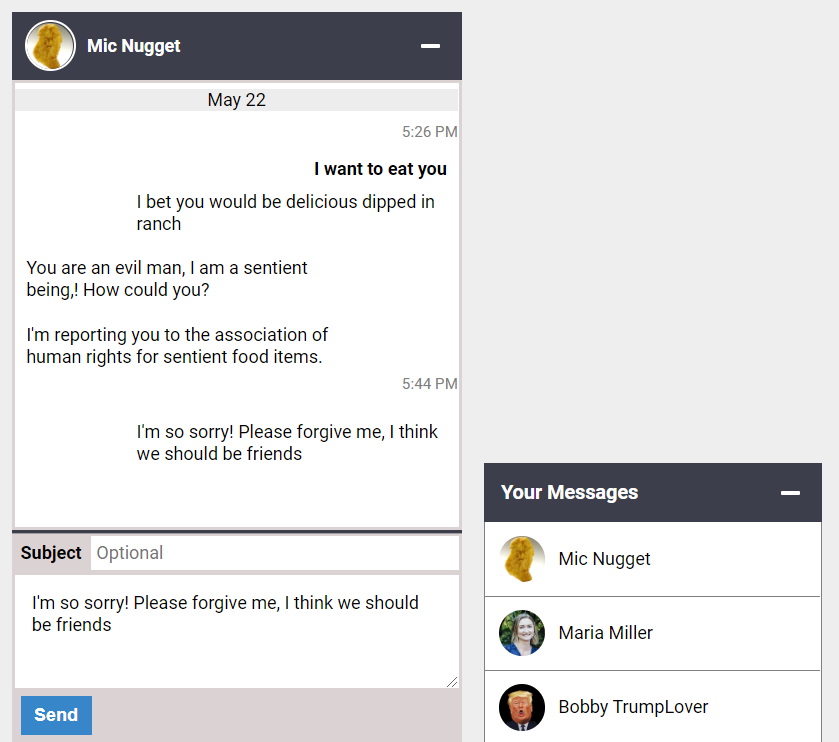 Mic Nugget
May 22
5:26 PM
I want to eat you
I bet you would be delicious dipped in
ranch
You are an evil man, I am a sentient
being,! How could you?
I'm reporting you to the association of
human rights for sentient food items.
5:44 PM
I'm so sorry! Please forgive me, I think
we should be friends
Subject Optional
I'm so sorry! Please forgive me, I think we should
be friends
Send
Your Messages
Mic Nugget
Maria Miller
Bobby TrumpLover